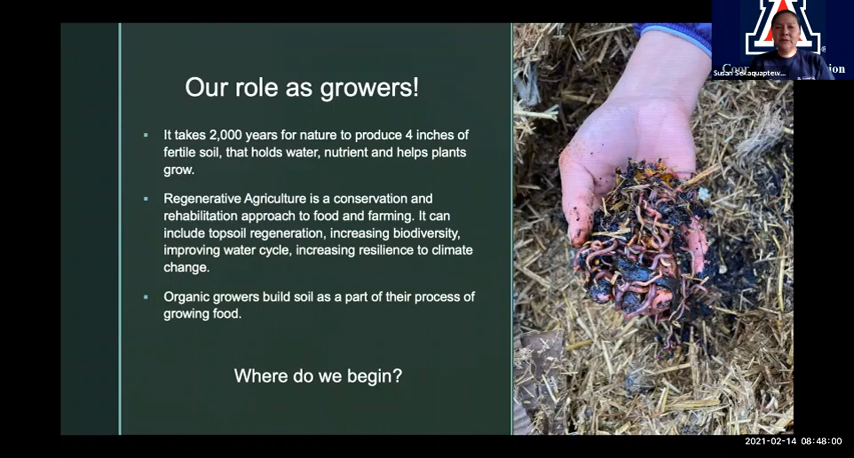 Our role as growers!
▪ It takes 2,000 years for nature to produce 4 inches of
fertile soil, that holds water, nutrient and helps plants
grow.
▪ Regenerative Agriculture is a conservation and
rehabilitation approach to food and farming. It can
include topsoil regeneration, increasing biodiversity,
improving water cycle, increasing resilience to climate
change.
▪ Organic growers build soil as a part of their process of
growing food.
Where do we begin?
A
Susan Sekaquaptew...
2021-02-14 08:48:00